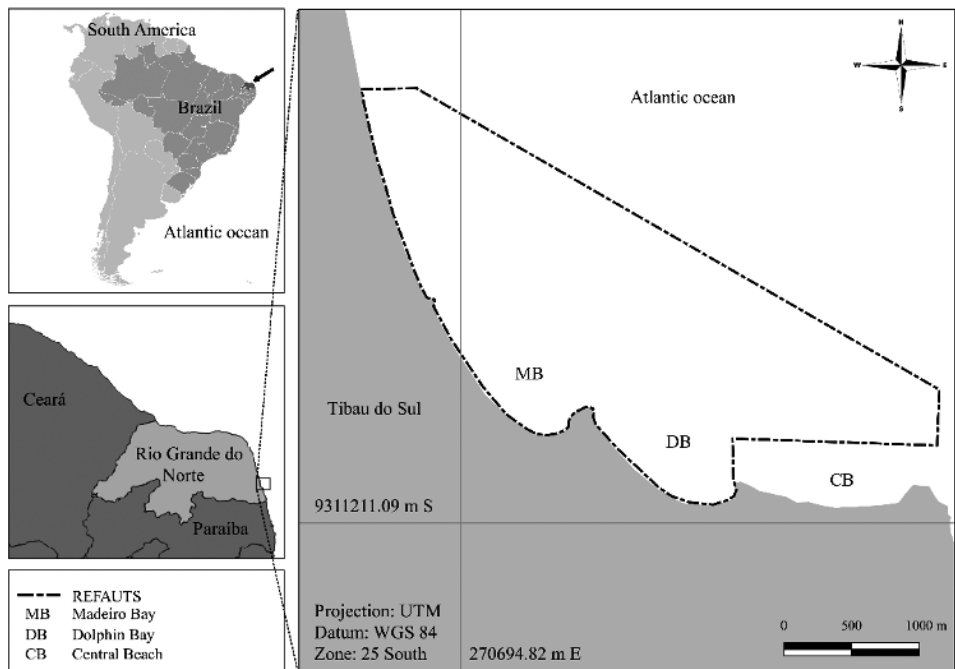 South America
Brazil
Atlantic occan
Ceará
Rio Grande do
Norte
Paraiba
REFAUTS
MB Madeiro Bay
DB Dolphin Bay
CB Central Beach
N
W E
S
Atlantic ocean
MB
Tibau do Sul
DB
CB
9311211.09 m S
Projection: UTM
Datum: WGS 84
Zone: 25 South
270694.82 m E
0 500 1000 m